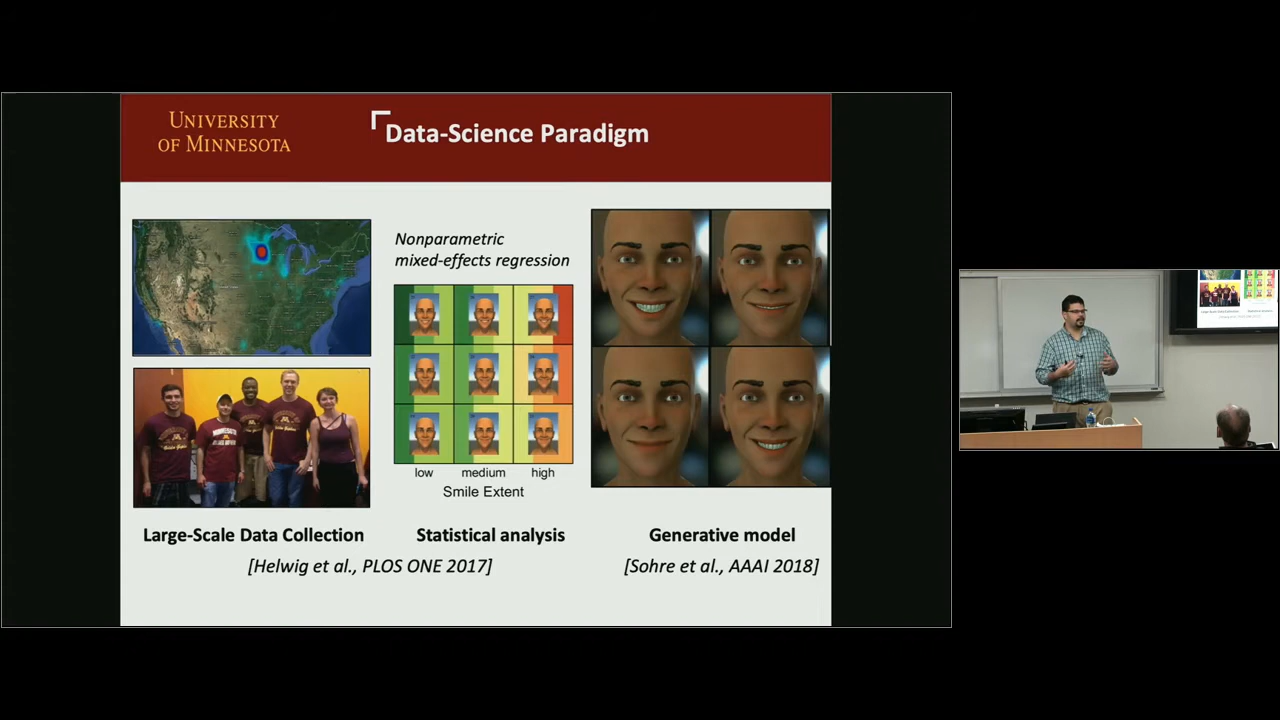 UNIVERSITY
OF MINNESOTA
Data-Science Paradigm
Nonparametric
mixed-effects regression
low medium high
Smile Extent
Large-Scale Data Collection
Statistical analysis
Generative model
[Helwig et al., PLOS ONE 2017]
[Sohre et al., AAAI 2018]